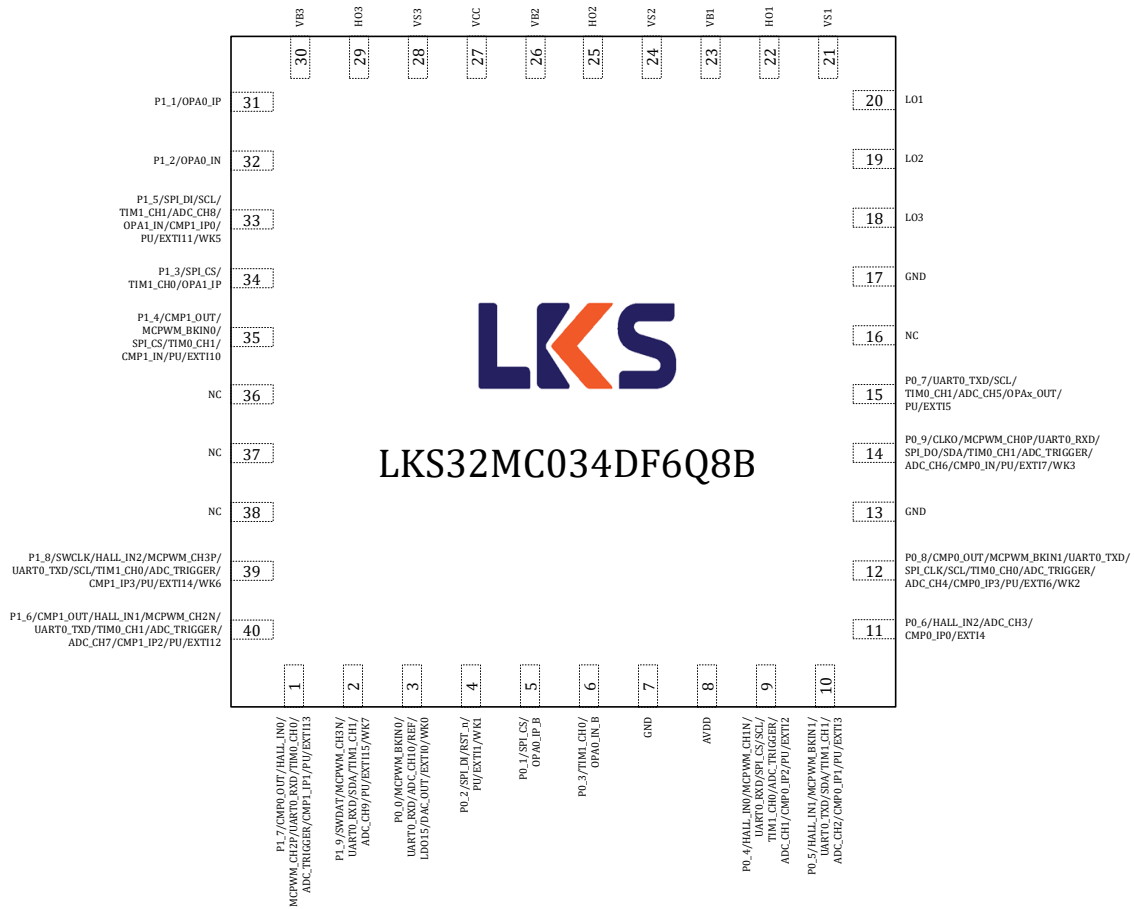 VB3
HO3
VS3
VCC
VB2
HO2
VS2
VB1
HO1
VS1
30
29
28
27
26
25
24
23
22
21
P1_1/OPA0_IP
31
P1_2/OPA0_IN
32
P1_5/SPI_DI/SCL/
TIM1_CH1/ADC_CH8/
OPA1_IN/CMP1_IP0/
PU/EXTI11/WK5
33
P1_3/SPI_CS/
TIM1_CH0/OPA1_IP
34
P1_4/CMP1_OUT/
MCPWM_BKIN0/
SPI_CS/TIM0_CH1/
CMP1_IN/PU/EXTI10
35
NC
36
NC
37
NC
38
P1_8/SWCLK/HALL_IN2/MCPWM_CH3P/
UART0_TXD/SCL/TIM1_CH0/ADC_TRIGGER/
CMP1_IP3/PU/EXTI14/WK6
39
P1_6/CMP1_OUT/HALL_IN1/MCPWM_CH2N/
UART0_TXD/TIM0_CH1/ADC_TRIGGER/
ADC_CH7/CMP1_IP2/PU/EXTI12
40
LKS
LKS32MC034DF6Q8B
20
LO1
19
LO2
18
LO3
17
GND
16
NC
15
P0_7/UART0_TXD/SCL/
TIM0_CH1/ADC_CH5/OPAx_OUT/
PU/EXTI5
14
P0_9/CLKO/MCPWM_CH0P/UART0_RXD/
SPI_DO/SDA/TIM0_CH1/ADC_TRIGGER/
ADC_CH6/CMP0_IN/PU/EXTI7/WK3
13
GND
12
P0_8/CMP0_OUT/MCPWM_BKIN1/UART0_TXD/
SPI_CLK/SCL/TIM0_CH0/ADC_TRIGGER/
ADC_CH4/CMP0_IP3/PU/EXTI6/WK2
11
P0_6/HALL_IN2/ADC_CH3/
CMP0_IP0/EXTI4
1
2
3
4
5
6
7
8
9
10
P1_7/CMP0_OUT/HALL_IN0/
MCPWM_CH2P/UART0_RXD/TIM0_CH0/
ADC_TRIGGER/CMP1_IP1/PU/EXTI13
P1_9/SWDAT/MCPWM_CH3N/
UART0_RXD/SDA/TIM1_CH1/
ADC_CH9/PU/EXTI15/WK7
P0_0/MCPWM_BKIN0/
UART0_RXD/ADC_CH10/REF/
LDO15/DAC_OUT/EXTI0/WK0
P0_2/SPI_DI/RST_n/
PU/EXTI1/WK1
P0_1/SPI_CS/
OPA0_IP_B
P0_3/TIM1_CH0/
OPA0_IN_B
GND
AVDD
P0_4/HALL_IN0/MCPWM_CH1N/
UART0_RXD/SPI_CS/SCL/
TIM1_CH0/ADC_TRIGGER/
ADC_CH1/CMP0_IP2/PU/EXTI2
P0_5/HALL_IN1/MCPWM_BKIN1/
UART0_TXD/SDA/TIM1_CH1/
ADC_CH2/CMP0_IP1/PU/EXTI3